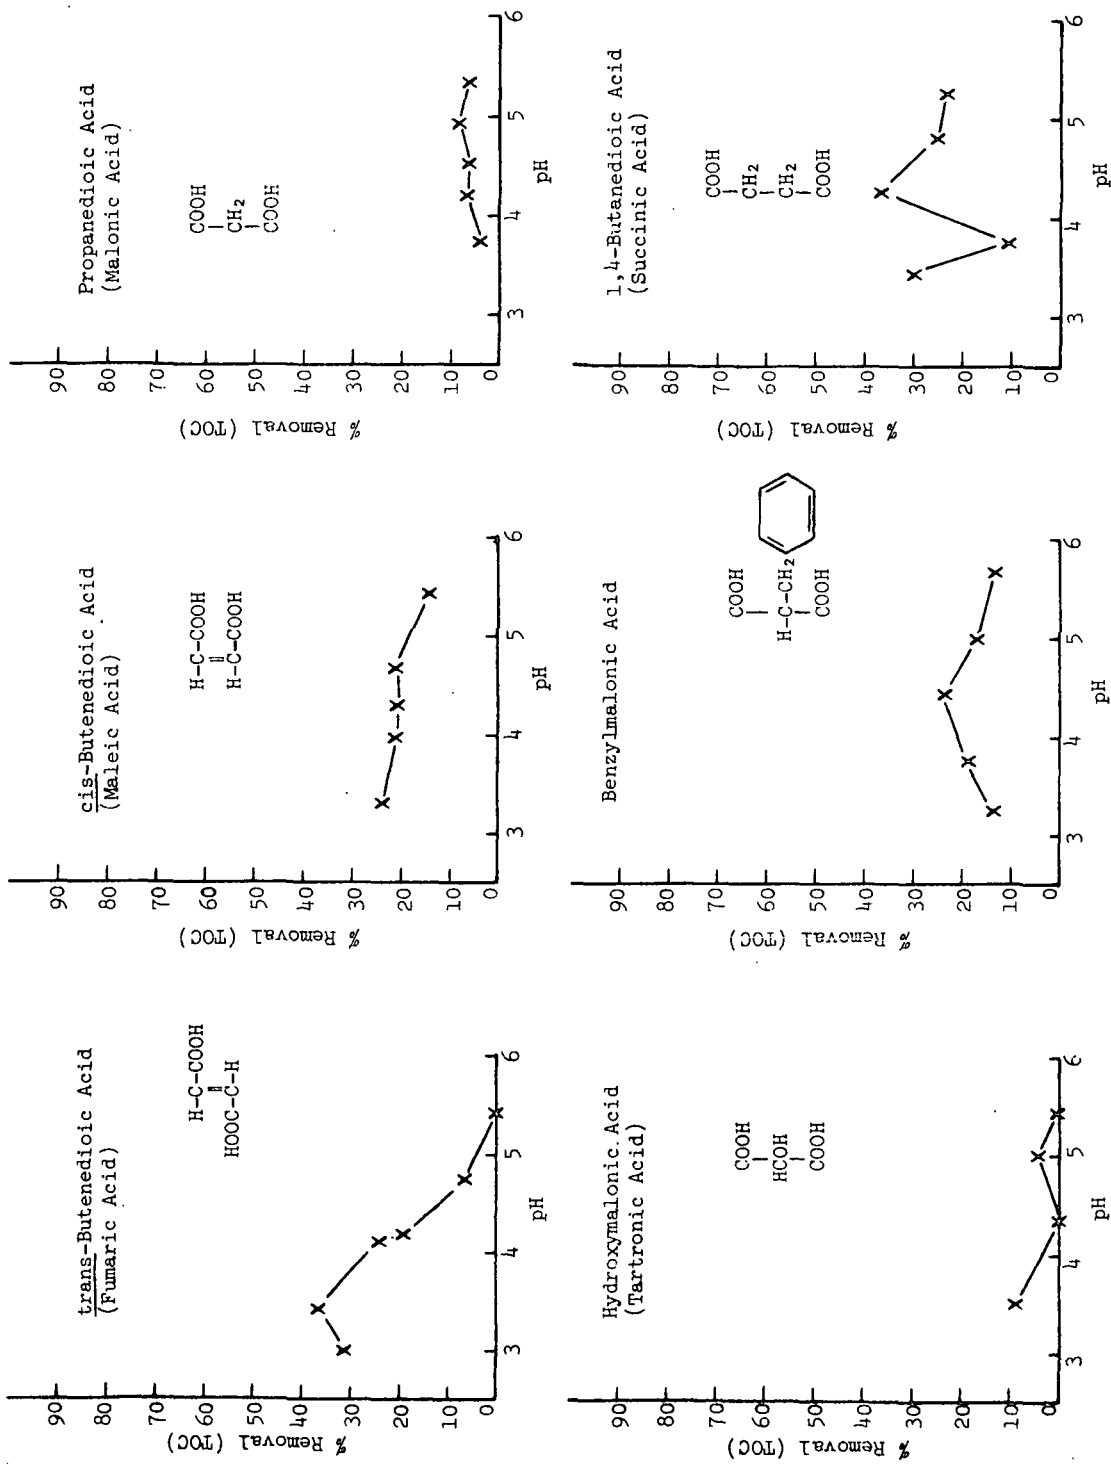 trans-Butenedioic Acid
(Fumaric Acid)
H-C-COOH
HOOC-C-H
% Removal (TOC)
90
80
70
60
50
40
30
20
10
0
3
4
5
6
pH
cis-Butenedioic Acid
(Maleic Acid)
H-C-COOH
H-C-COOH
% Removal (TOC)
90
80
70
60
50
40
30
20
10
0
3
4
5
6
pH
Propanedioic Acid
(Malonic Acid)
COOH
CH2
COOH
% Removal (TOC)
90
80
70
60
50
40
30
20
10
0
3
4
5
6
pH
Hydroxymalonic Acid
(Tartronic Acid)
COOH
HCOH
COOH
% Removal (TOC)
90
80
70
60
50
40
30
20
10
0
3
4
5
6
pH
Benzylmalonic Acid
COOH
H-C-CH2
COOH
% Removal (TOC)
90
80
70
60
50
40
30
20
10
0
3
4
5
6
pH
1,4-Butanedioic Acid
(Succinic Acid)
COOH
CH2
CH2
COOH
% Removal (TOC)
90
80
70
60
50
40
30
20
10
0
3
4
5
6
pH